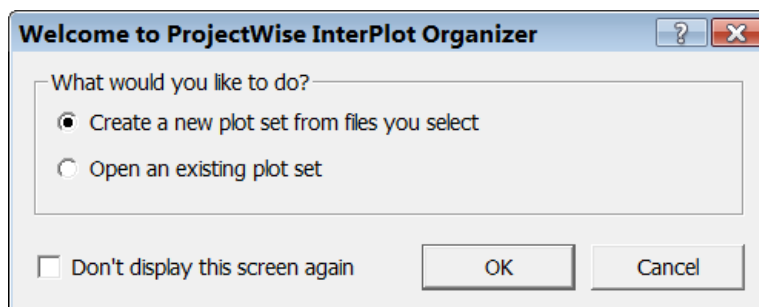 Welcome to ProjectWise InterPlot Organizer
What would you like to do?
Create a new plot set from files you select
Open an existing plot set
Don't display this screen again
OK
Cancel